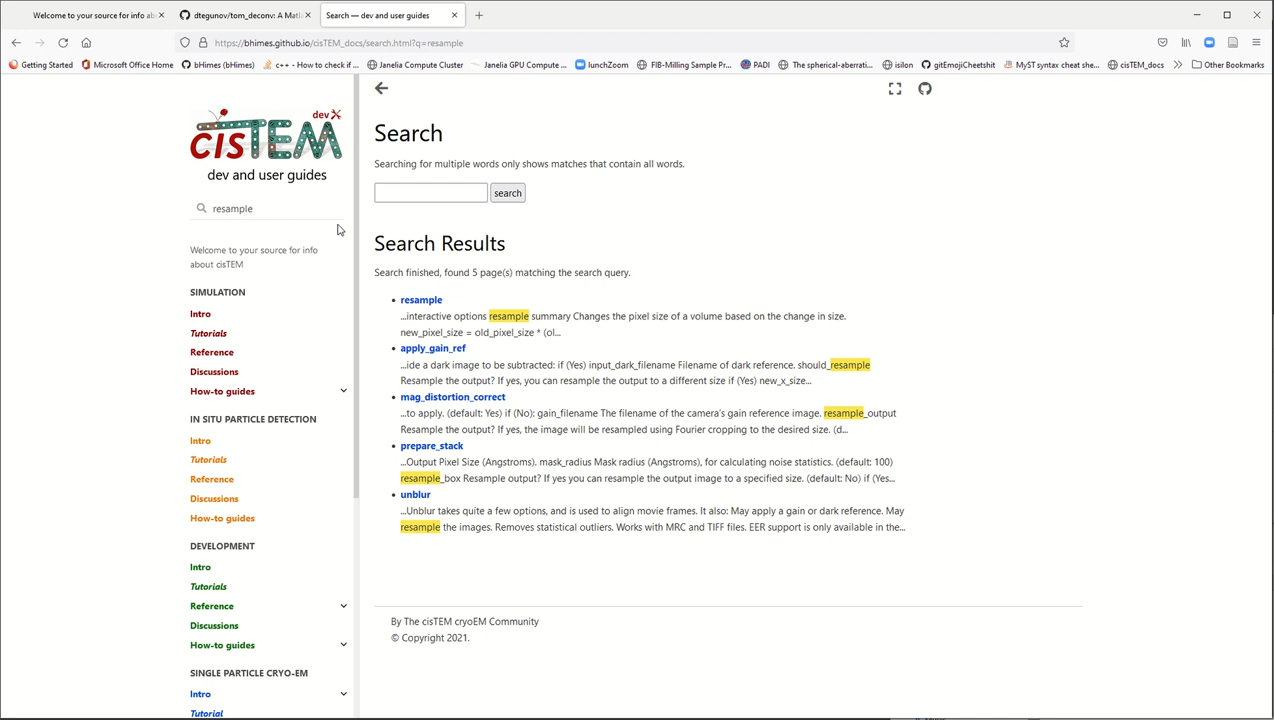 Welcome to your source for info ab
dtegunov/tom_deconv: A Matl
Search — dev and user guides
https://bhimes.github.io/cisTEM_docs/search.html?q=resample
Getting Started
Microsoft Office Home
bHimes (bHimes)
c++ - How to check if ...
Janelia Compute Cluster
Janelia GPU Compute ...
lunchZoom
FIB-Milling Sample Pr...
PADI
The spherical-aberrati...
isilon
gitEmojiCheetshit
MyST syntax cheat she...
cisTEM_docs
Other Bookmarks
dev
cisTEM
dev and user guides
resample
Welcome to your source for info
about cisTEM
SIMULATION
Intro
Tutorials
Reference
Discussions
How-to guides
IN SITU PARTICLE DETECTION
Intro
Tutorials
Reference
Discussions
How-to guides
DEVELOPMENT
Intro
Tutorials
Reference
Discussions
How-to guides
SINGLE PARTICLE CRYO-EM
Intro
Tutorial
Search
Searching for multiple words only shows matches that contain all words.
search
Search Results
Search finished, found 5 page(s) matching the search query.
resample
...interactive options resample summary Changes the pixel size of a volume based on the change in size.
new_pixel_size = old_pixel_size * (ol...
apply_gain_ref
...ide a dark image to be subtracted: if (Yes) input_dark_filename Filename of dark reference. should_resample
Resample the output? If yes, you can resample the output to a different size if (Yes) new_x_size...
mag_distortion_correct
...to apply. (default: Yes) if (No): gain_filename The filename of the camera's gain reference image. resample_output
Resample the output? If yes, the image will be resampled using Fourier cropping to the desired size. (d...
prepare_stack
...Output Pixel Size (Angstroms). mask_radius Mask radius (Angstroms), for calculating noise statistics. (default: 100)
resample_box Resample output? If yes you can resample the output image to a specified size. (default: No) if (Yes...
unblur
...Unblur takes quite a few options, and is used to align movie frames. It also: May apply a gain or dark reference. May
resample the images. Removes statistical outliers. Works with MRC and TIFF files. EER support is only available in the...
By The cisTEM cryoEM Community
© Copyright 2021.